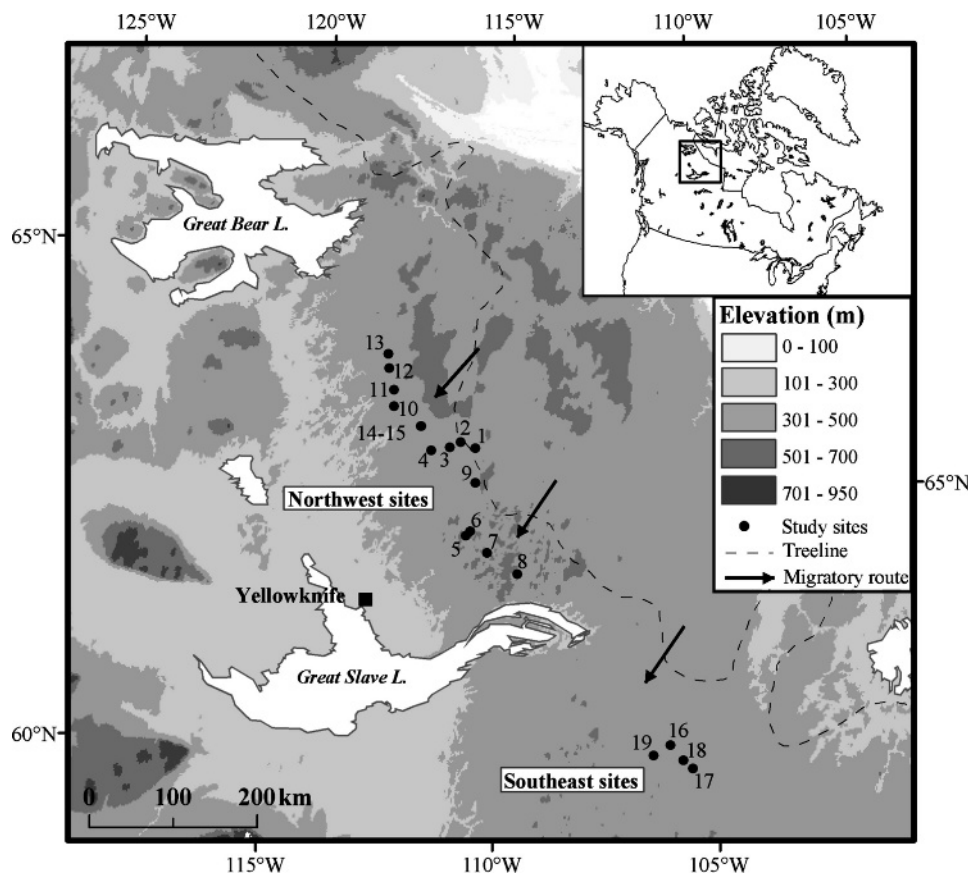 125°W 120°W 115°W 110°W 105°W
65°N
Great Bear L.
Elevation (m)
0 - 100
101 - 300
301 - 500
501 - 700
701 - 950
Study sites
Treeline
Migratory route
13
12
11
10
14-15
2
1
4
3
9
65°N
Northwest sites
6
5
7
8
Yellowknife
Great Slave L.
60°N
16
19
18
17
Southeast sites
0 100 200 km
115°W 110°W 105°W